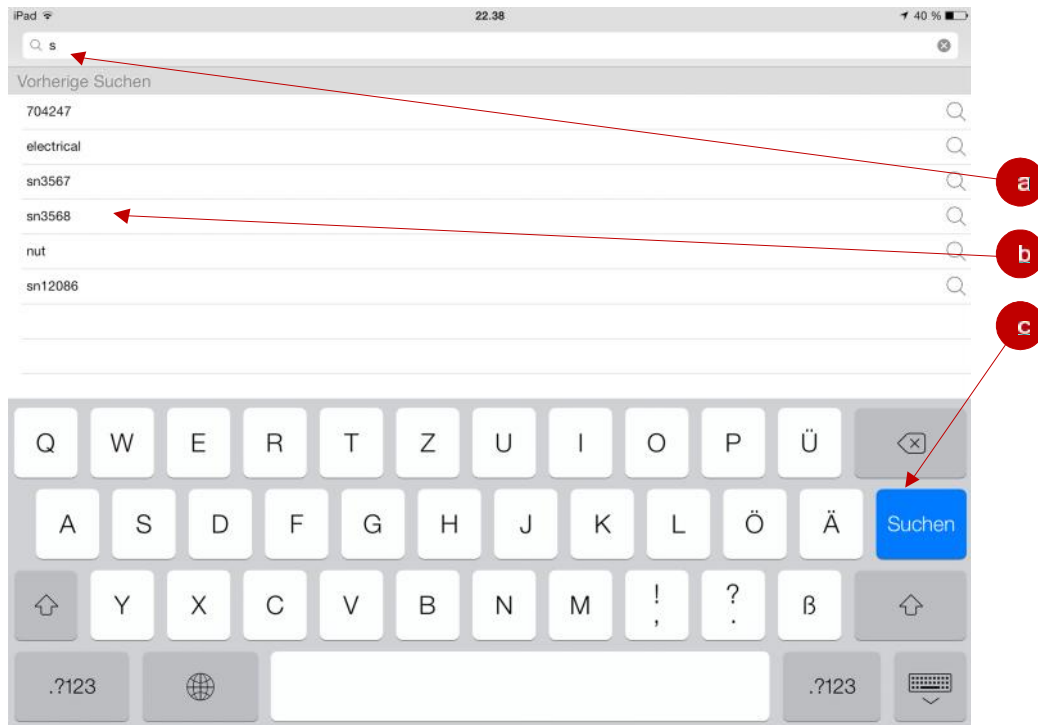 iPad 22.38 40 %
s
Vorherige Suchen
704247
electrical
sn3567
a
sn3568
b
nut
sn12086
c
Q W E R T Z U I O P Ü
A S D F G H J K L Ö Ä Suchen
Y X C V B N M ! , ? . ß
.?123 .?123